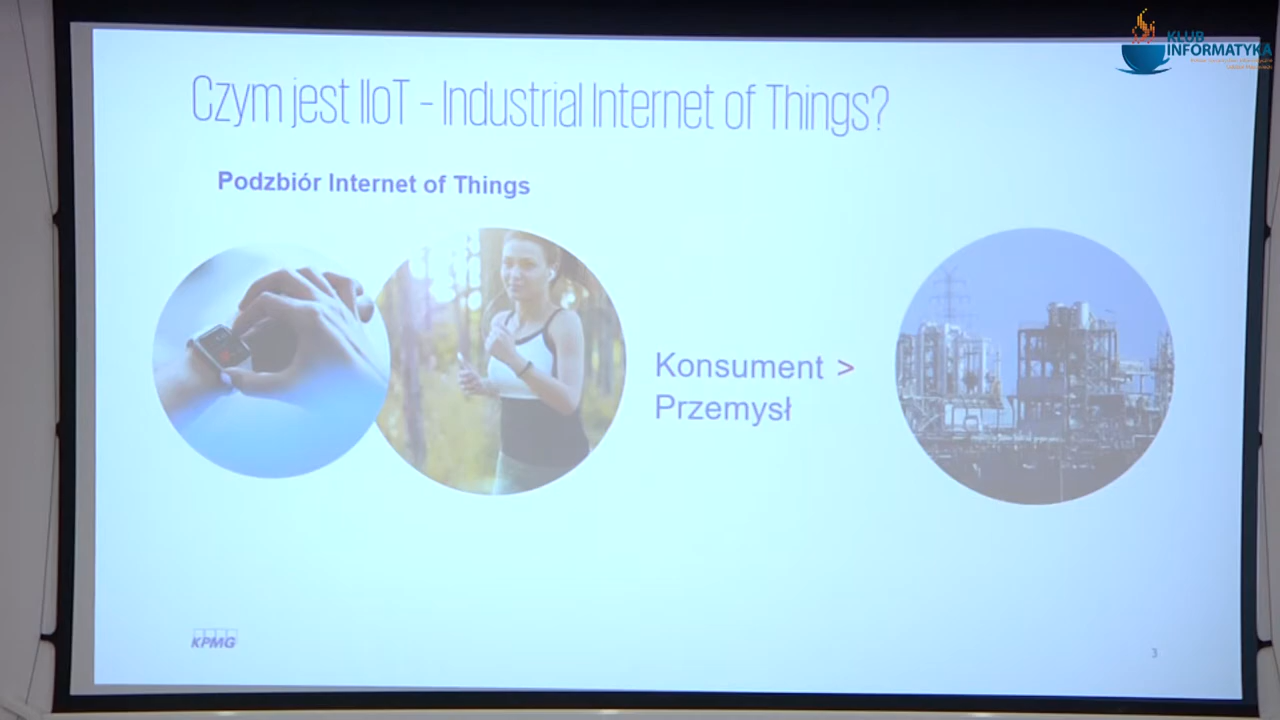 KLUB
INFORMATYKA
Czym jest IIoT - Industrial Internet of Things?
Podzbiór Internet of Things
Konsument >
Przemysł
KPMG
3